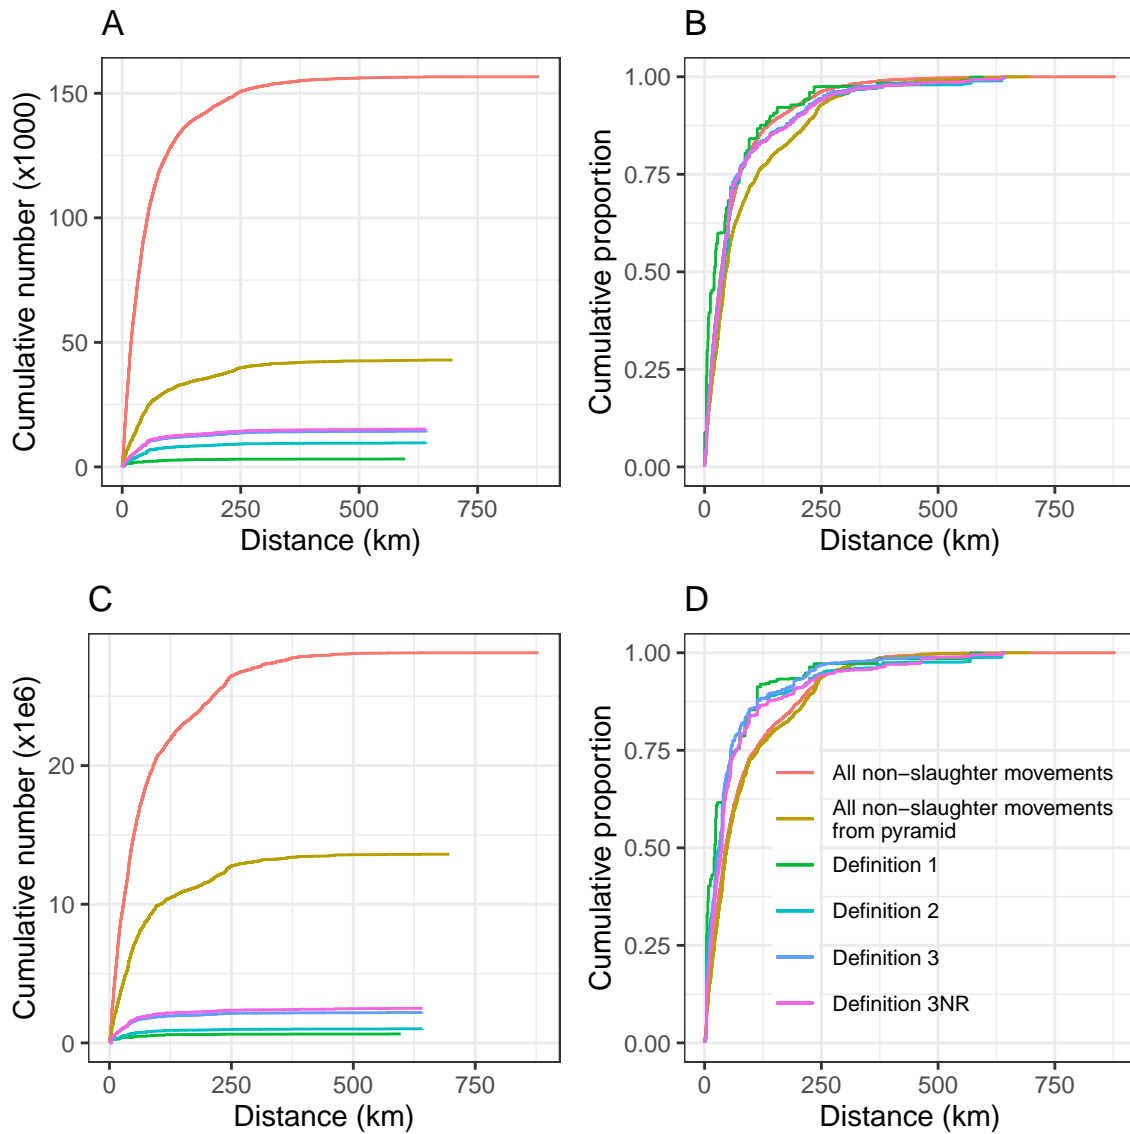 A
Cumulative number (x1000)
150
100
50
0
0 250 500 750
Distance (km)
B
Cumulative proportion
1.00
0.75
0.50
0.25
0.00
0 250 500 750
Distance (km)
C
Cumulative number (x1e6)
20
10
0
0 250 500 750
Distance (km)
D
Cumulative proportion
1.00
0.75
0.50
0.25
0.00
0 250 500 750
Distance (km)
All non−slaughter movements
All non−slaughter movements
from pyramid
Definition 1
Definition 2
Definition 3
Definition 3NR